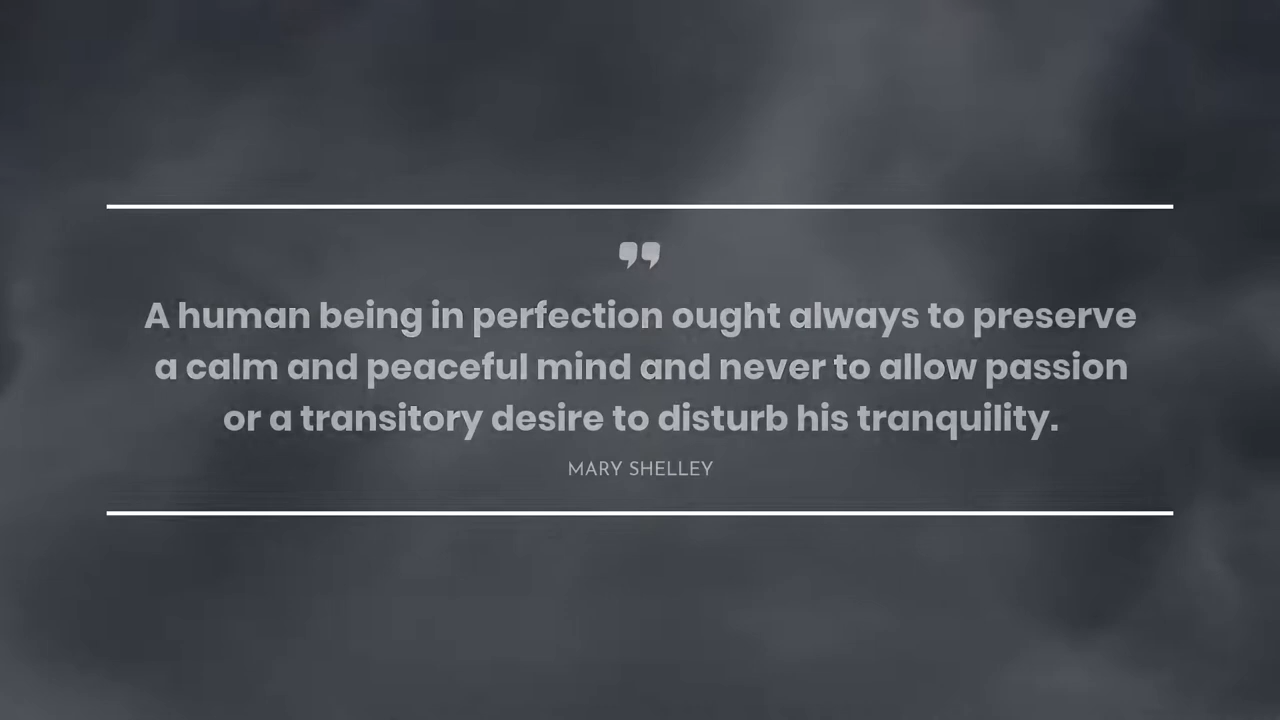 ❞
A human being in perfection ought always to preserve
a calm and peaceful mind and never to allow passion
or a transitory desire to disturb his tranquility.
MARY SHELLEY